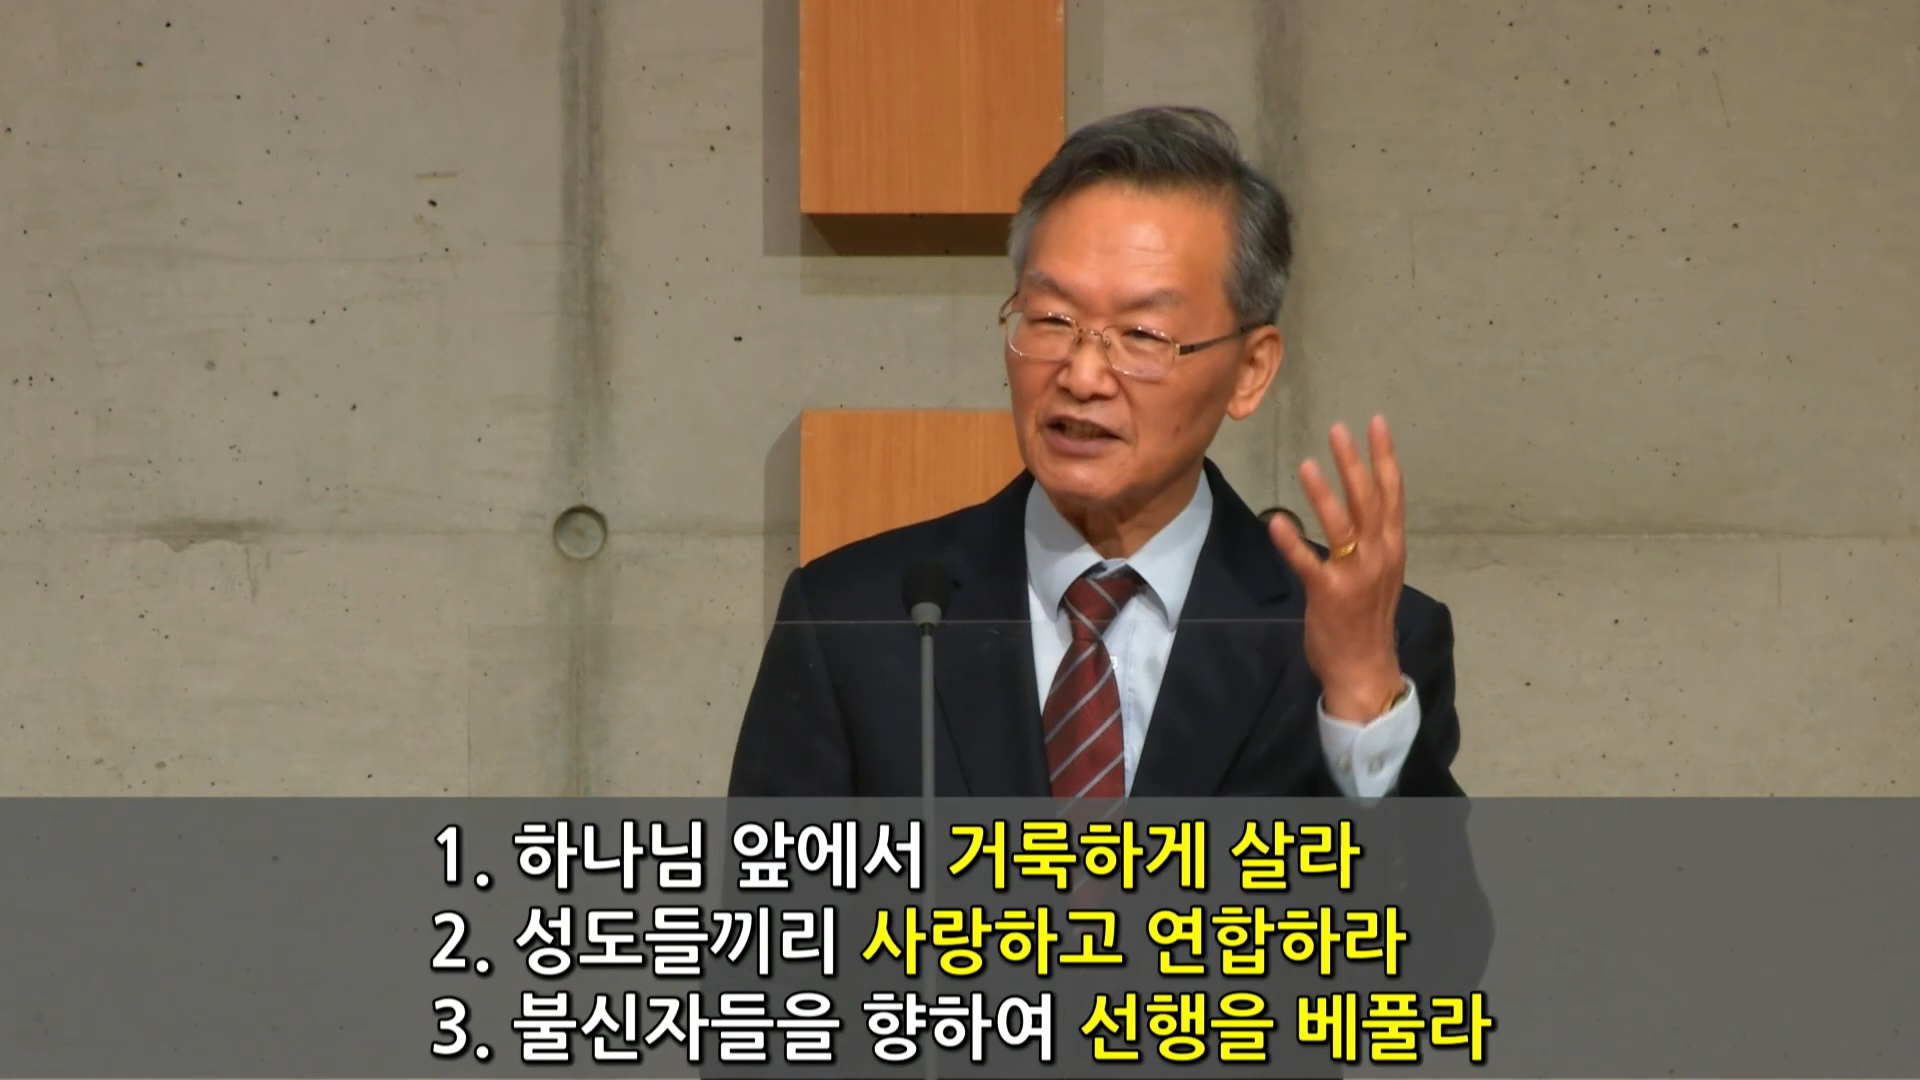 1. 하나님 앞에서 거룩하게 살라
2. 성도들끼리 사랑하고 연합하라
3. 불신자들을 향하여 선행을 베풀라